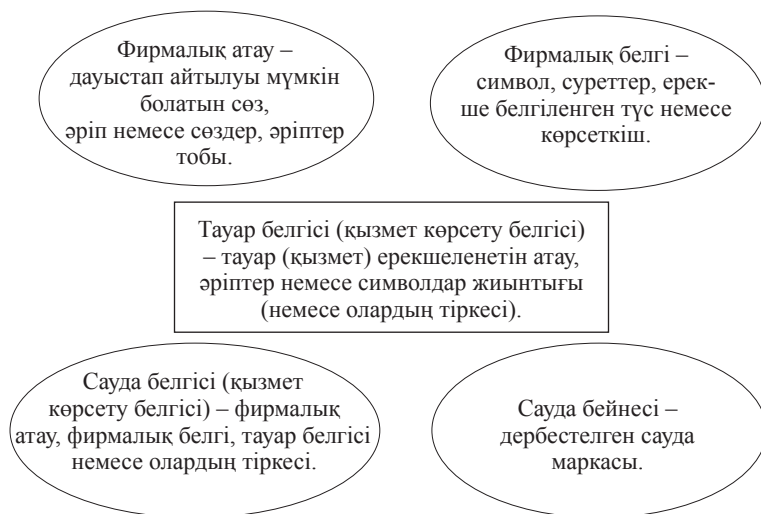 Фирмалық атау –
дауыстап айтылуы мүмкін
болатын сөз,
әріп немесе сөздер, әріптер
тобы.
Фирмалық белгі –
символ, суреттер, ерек-
ше белгіленген түс немесе
көрсеткіш.
Тауар белгісі (қызмет көрсету белгісі)
– тауар (қызмет) ерекшеленетін атау,
әріптер немесе символдар жиынтығы
(немесе олардың тіркесі).
Сауда белгісі (қызмет
көрсету белгісі) – фирмалық
атау, фирмалық белгі, тауар белгісі
немесе олардың тіркесі.
Сауда бейнесі –
дербестелген сауда
маркасы.